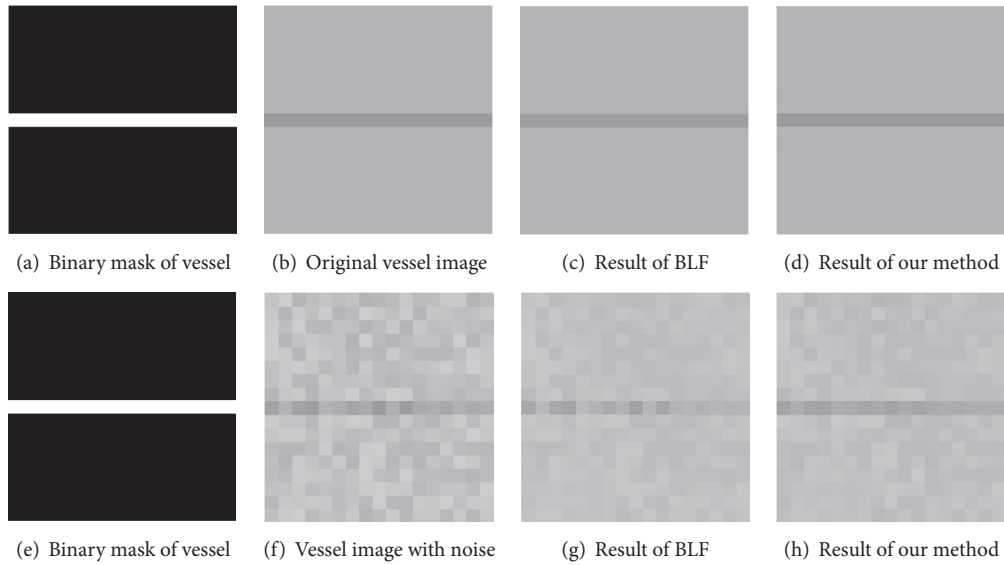 (a) Binary mask of vessel
(b) Original vessel image
(c) Result of BLF
(d) Result of our method
(e) Binary mask of vessel
(f) Vessel image with noise
(g) Result of BLF
(h) Result of our method